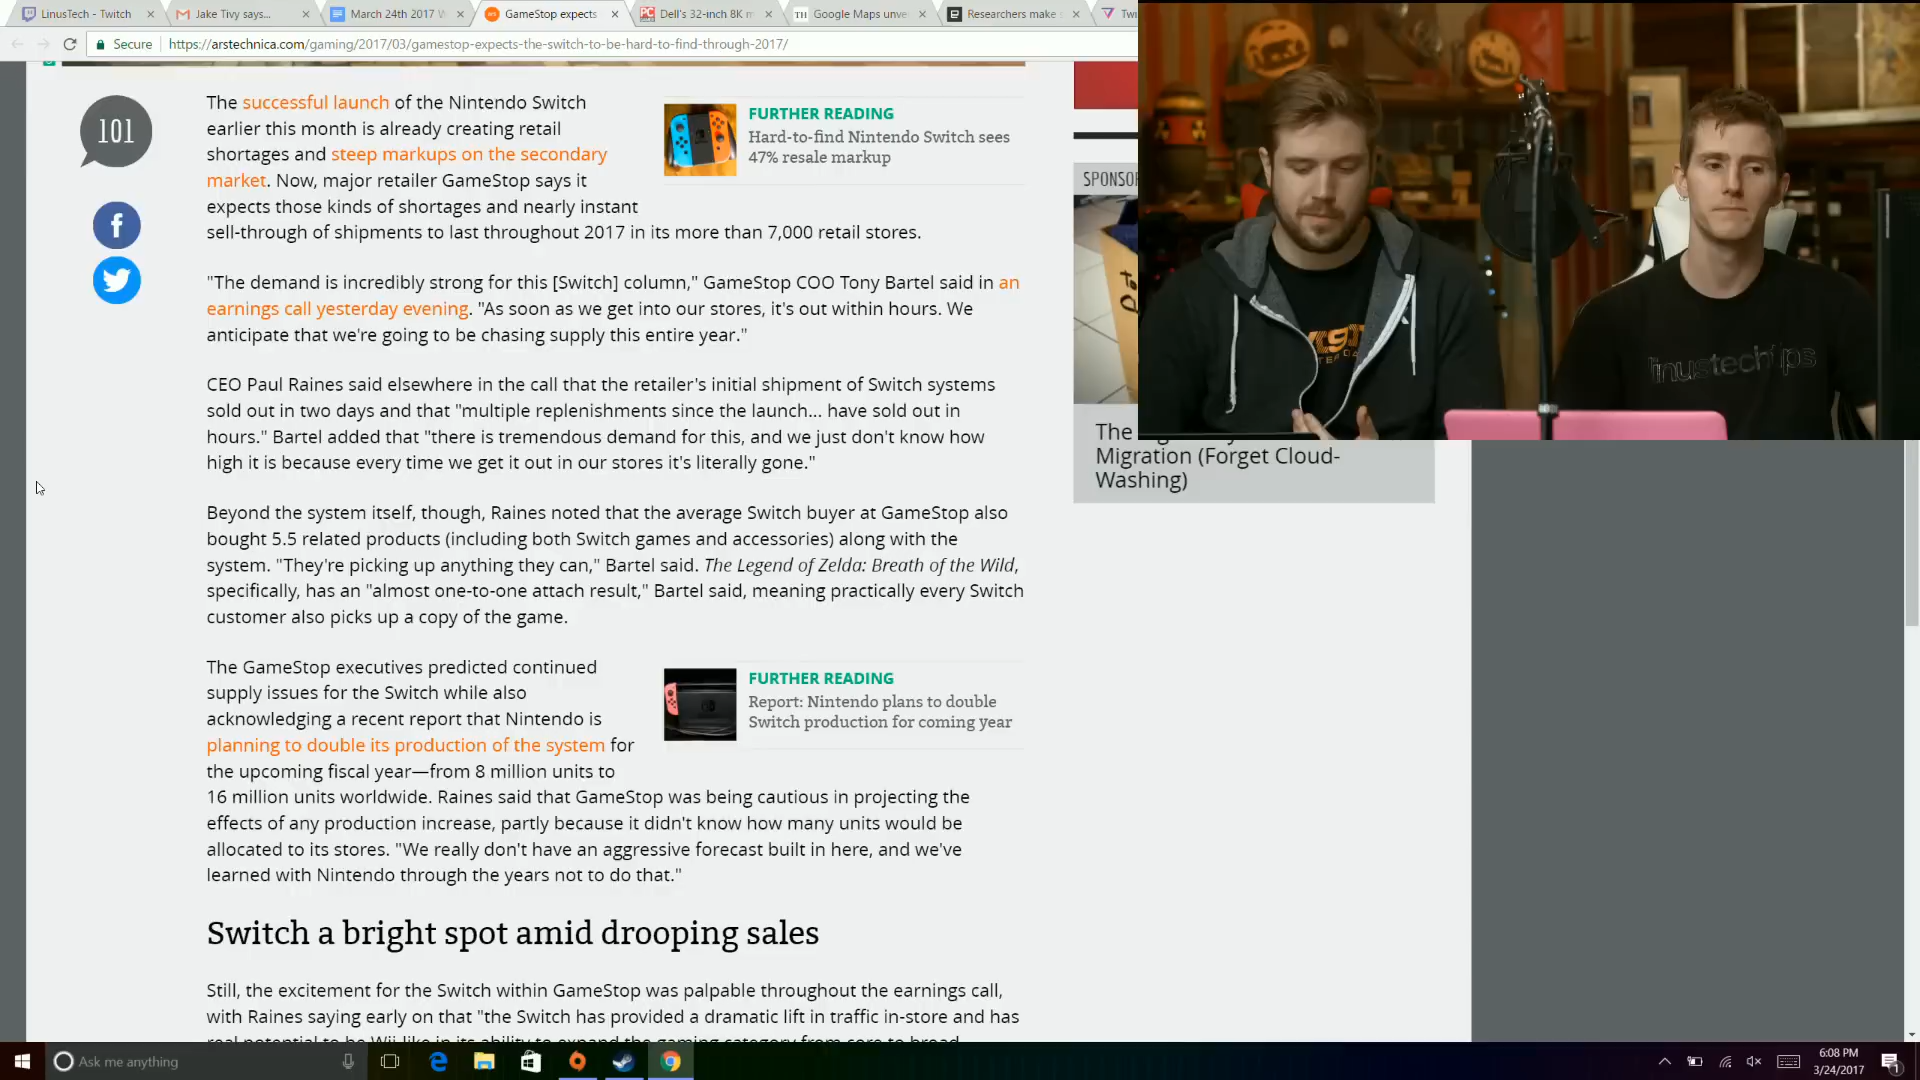 LinusTech - Twitch
Jake Tivy says...
March 24th 2017 W
GameStop expects
Dell's 32-inch 8K m
Google Maps unve
Researchers make
Secure
https://arstechnica.com/gaming/2017/03/gamestop-expects-the-switch-to-be-hard-to-find-through-2017/
101
The successful launch of the Nintendo Switch
earlier this month is already creating retail
shortages and steep markups on the secondary
market. Now, major retailer GameStop says it
expects those kinds of shortages and nearly instant
sell-through of shipments to last throughout 2017 in its more than 7,000 retail stores.
FURTHER READING
Hard-to-find Nintendo Switch sees
47% resale markup
"The demand is incredibly strong for this [Switch] column," GameStop COO Tony Bartel said in an
earnings call yesterday evening. "As soon as we get into our stores, it's out within hours. We
anticipate that we're going to be chasing supply this entire year."
CEO Paul Raines said elsewhere in the call that the retailer's initial shipment of Switch systems
sold out in two days and that "multiple replenishments since the launch... have sold out in
hours." Bartel added that "there is tremendous demand for this, and we just don't know how
high it is because every time we get it out in our stores it's literally gone."
Beyond the system itself, though, Raines noted that the average Switch buyer at GameStop also
bought 5.5 related products (including both Switch games and accessories) along with the
system. "They're picking up anything they can," Bartel said. The Legend of Zelda: Breath of the Wild,
specifically, has an "almost one-to-one attach result," Bartel said, meaning practically every Switch
customer also picks up a copy of the game.
The GameStop executives predicted continued
supply issues for the Switch while also
acknowledging a recent report that Nintendo is
planning to double its production of the system for
the upcoming fiscal year—from 8 million units to
16 million units worldwide. Raines said that GameStop was being cautious in projecting the
effects of any production increase, partly because it didn't know how many units would be
allocated to its stores. "We really don't have an aggressive forecast built in here, and we've
learned with Nintendo through the years not to do that."
FURTHER READING
Report: Nintendo plans to double
Switch production for coming year
Switch a bright spot amid drooping sales
Still, the excitement for the Switch within GameStop was palpable throughout the earnings call,
with Raines saying early on that "the Switch has provided a dramatic lift in traffic in-store and has
real potential to be Wii-like in its ability to expand the gaming category from core to broad
SPONSOR
The
Migration (Forget Cloud-
Washing)
linustechtips
Ask me anything
6:08 PM
3/24/2017